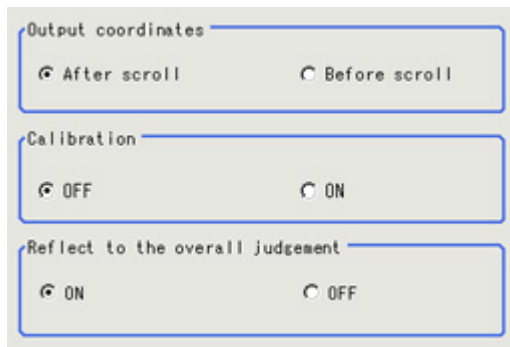 Output coordinates
After scroll Before scroll
Calibration
OFF ON
Reflect to the overall judgement
ON OFF